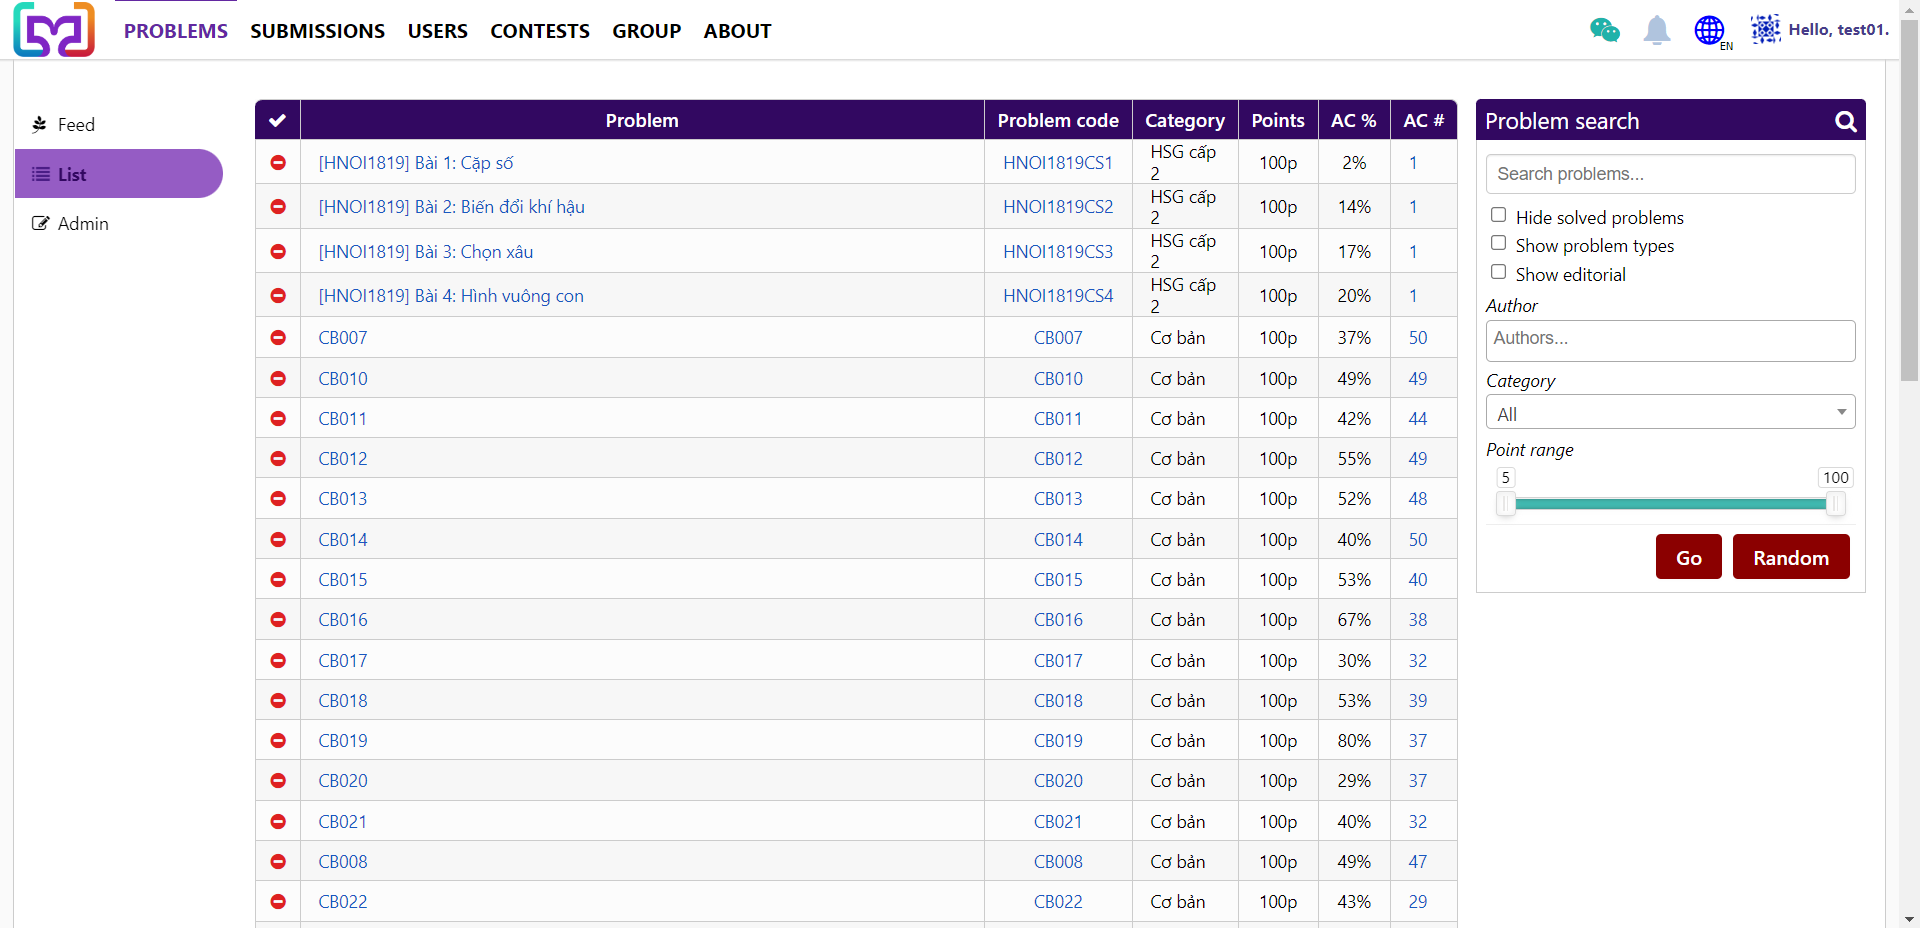 PROBLEMS SUBMISSIONS USERS CONTESTS GROUP ABOUT EN Hello, test01.
Feed
List
Admin
Problem Problem code Category Points AC % AC #
[HNOI1819] Bài 1: Cặp số HNOI1819CS1 HSG cấp 2 100p 2% 1
[HNOI1819] Bài 2: Biến đổi khí hậu HNOI1819CS2 HSG cấp 2 100p 14% 1
[HNOI1819] Bài 3: Chọn xâu HNOI1819CS3 HSG cấp 2 100p 17% 1
[HNOI1819] Bài 4: Hình vuông con HNOI1819CS4 HSG cấp 2 100p 20% 1
CB007 CB007 Cơ bản 100p 37% 50
CB010 CB010 Cơ bản 100p 49% 49
CB011 CB011 Cơ bản 100p 42% 44
CB012 CB012 Cơ bản 100p 55% 49
CB013 CB013 Cơ bản 100p 52% 48
CB014 CB014 Cơ bản 100p 40% 50
CB015 CB015 Cơ bản 100p 53% 40
CB016 CB016 Cơ bản 100p 67% 38
CB017 CB017 Cơ bản 100p 30% 32
CB018 CB018 Cơ bản 100p 53% 39
CB019 CB019 Cơ bản 100p 80% 37
CB020 CB020 Cơ bản 100p 29% 37
CB021 CB021 Cơ bản 100p 40% 32
CB008 CB008 Cơ bản 100p 49% 47
CB022 CB022 Cơ bản 100p 43% 29
Problem search
Search problems...
Hide solved problems
Show problem types
Show editorial
Author
Authors...
Category
All
Point range
5 100
Go Random